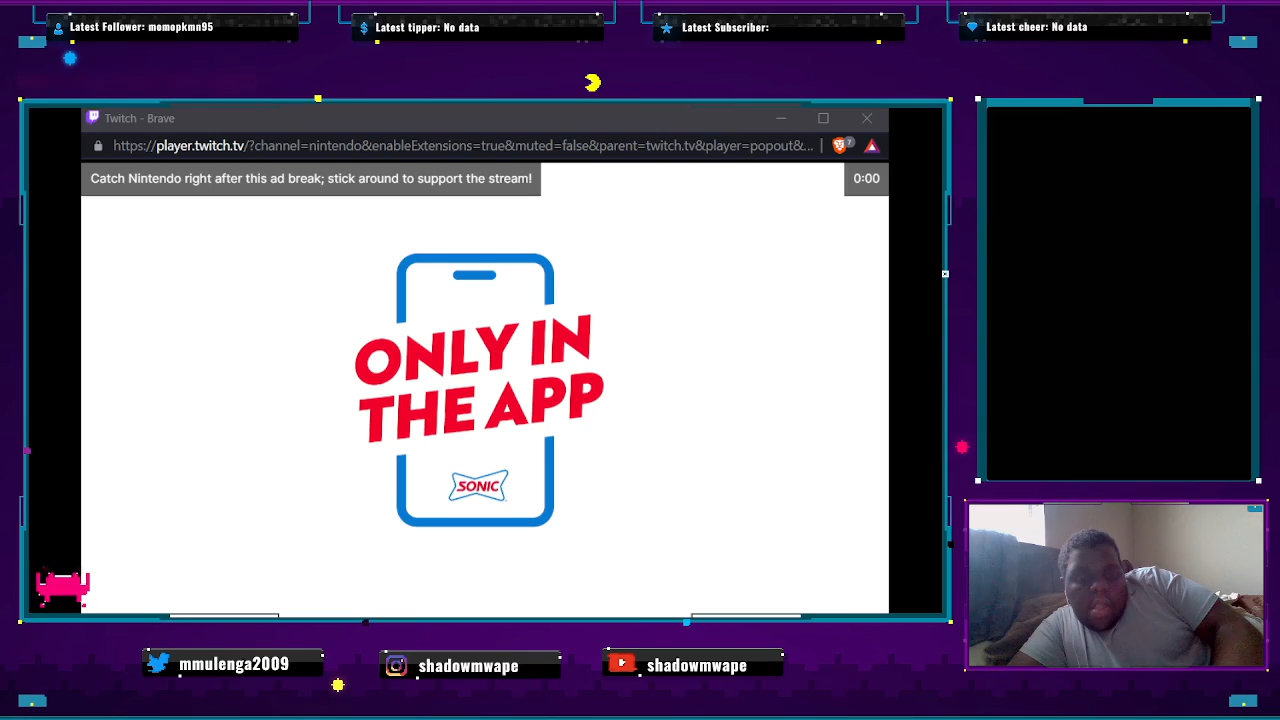 Latest Follower: momopkmn95
Latest tipper: No data
Latest Subscriber:
Latest cheer: No data
Twitch - Brave
https://player.twitch.tv/?channel=nintendo&enableExtensions=true&muted=false&parent=twitch.tv&player=popout&...
7
Catch Nintendo right after this ad break; stick around to support the stream!
0:00
ONLY IN
THE APP
SONIC
mmulenga2009
shadowmwape
shadowmwape